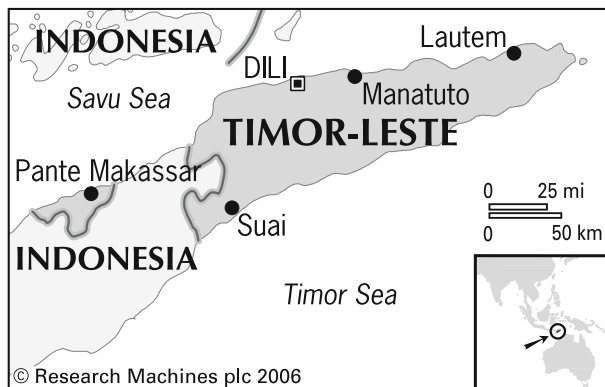 INDONESIA
Lautem
DILI
Savu Sea
Manatuto
TIMOR-LESTE
Pante Makassar
0 25 mi
0 50 km
Suai
INDONESIA
Timor Sea
© Research Machines plc 2006